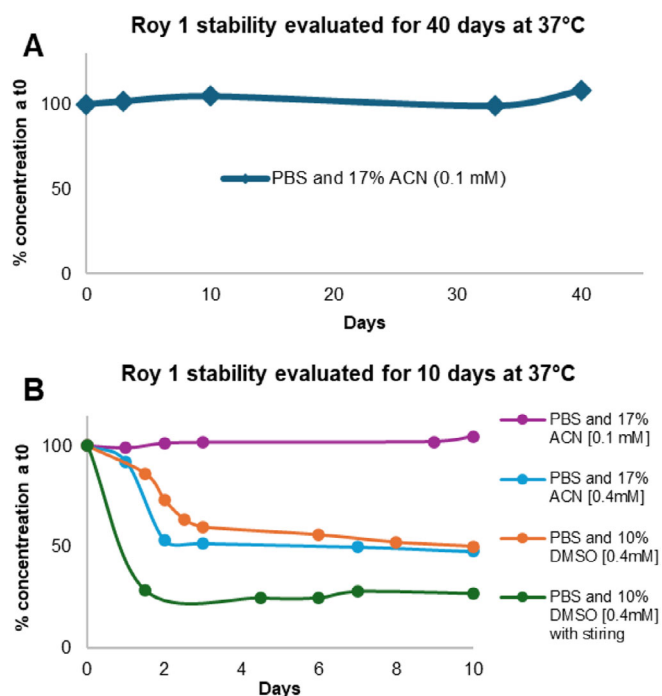 A
Roy 1 stability evaluated for 40 days at 37°C
% concentreation a t0
100
50
0
PBS and 17% ACN (0.1 mM)
0
10
20
30
40
Days
B
Roy 1 stability evaluated for 10 days at 37°C
% concentreation a t0
100
50
0
0
2
4
6
8
10
Days
PBS and 17%
ACN [0.1 mM]
PBS and 17%
ACN [0.4mM]
PBS and 10%
DMSO [0.4mM]
PBS and 10%
DMSO [0.4mM]
with stiring